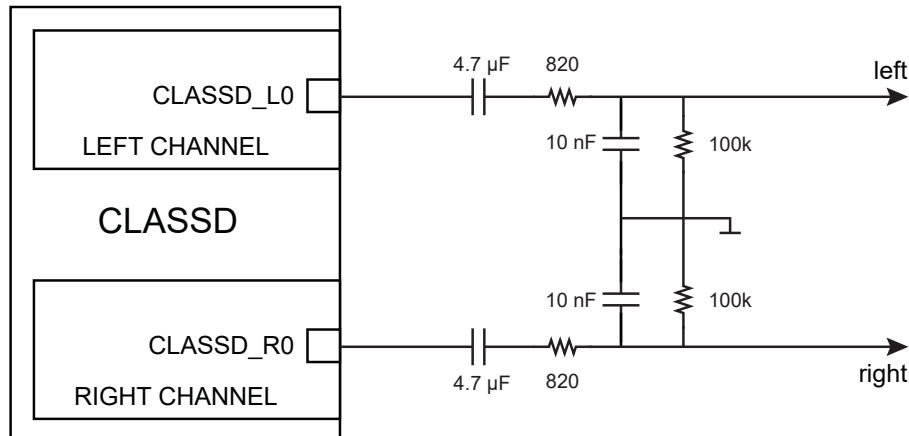 4.7 µF
820
left
CLASSD_L0
LEFT CHANNEL
10 nF
100k
CLASSD
10 nF
100k
CLASSD_R0
RIGHT CHANNEL
4.7 µF
820
right